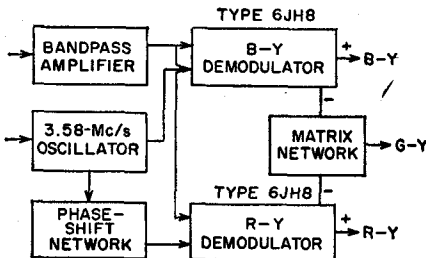 TYPE 6JH8
BANDPASS
AMPLIFIER
B-Y
DEMODULATOR
+
B-Y
-
3.58-Mc/s
OSCILLATOR
MATRIX
NETWORK
G-Y
TYPE 6JH8
-
PHASE-
SHIFT
NETWORK
R-Y
DEMODULATOR
+
R-Y